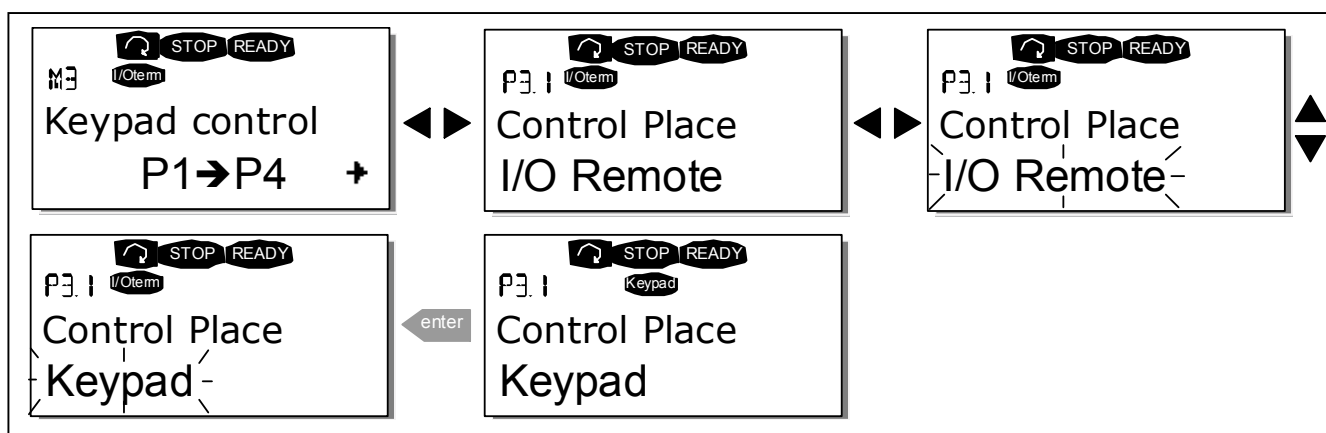 STOP READY
M3 I/Oterm
Keypad control
P1➔P4
STOP READY
P3.1 I/Oterm
Control Place
I/O Remote
STOP READY
P3.1 I/Oterm
Control Place
I/O Remote
STOP READY
P3.1 I/Oterm
Control Place
Keypad
enter
STOP READY
P3.1 Keypad
Control Place
Keypad